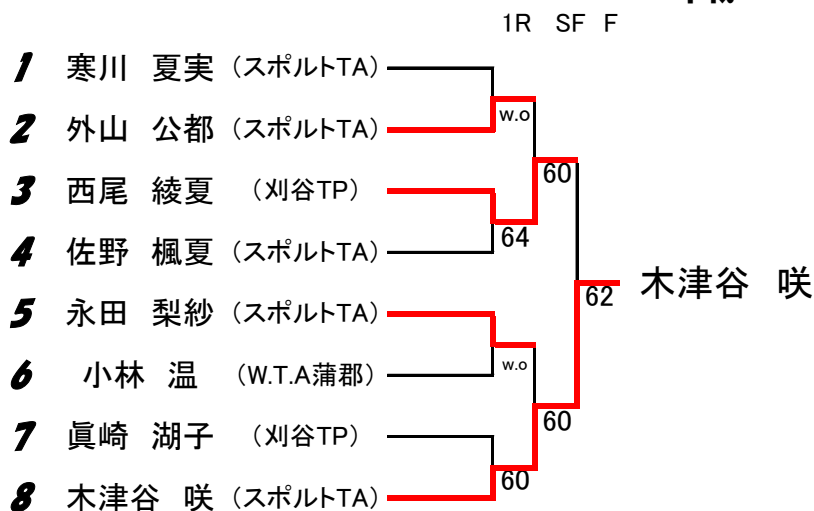 1R SF F
1 寒川 夏実 (スポルトTA)
w.o
2 外山 公都 (スポルトTA)
60
3 西尾 綾夏 (刈谷TP)
64
4 佐野 楓夏 (スポルトTA)
62 木津谷 咲
5 永田 梨紗 (スポルトTA)
w.o
6 小林 温 (W.T.A蒲郡)
60
7 眞崎 湖子 (刈谷TP)
60
8 木津谷 咲 (スポルトTA)